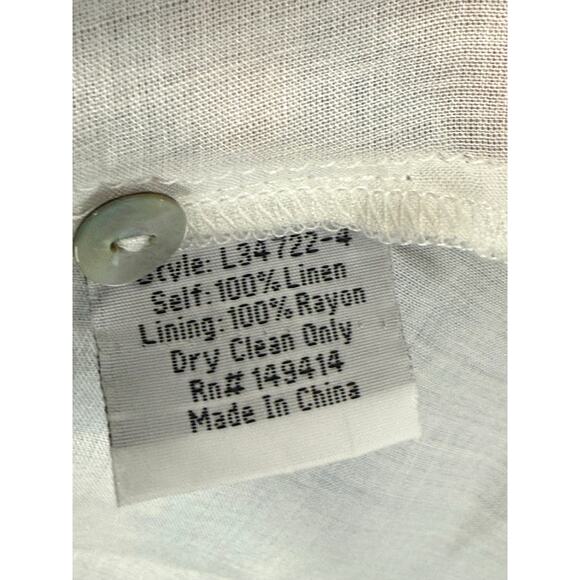 Style: L34722-4
Self: 100% Linen
Lining: 100% Rayon
Dry Clean Only
Rn# 149414
Made In China